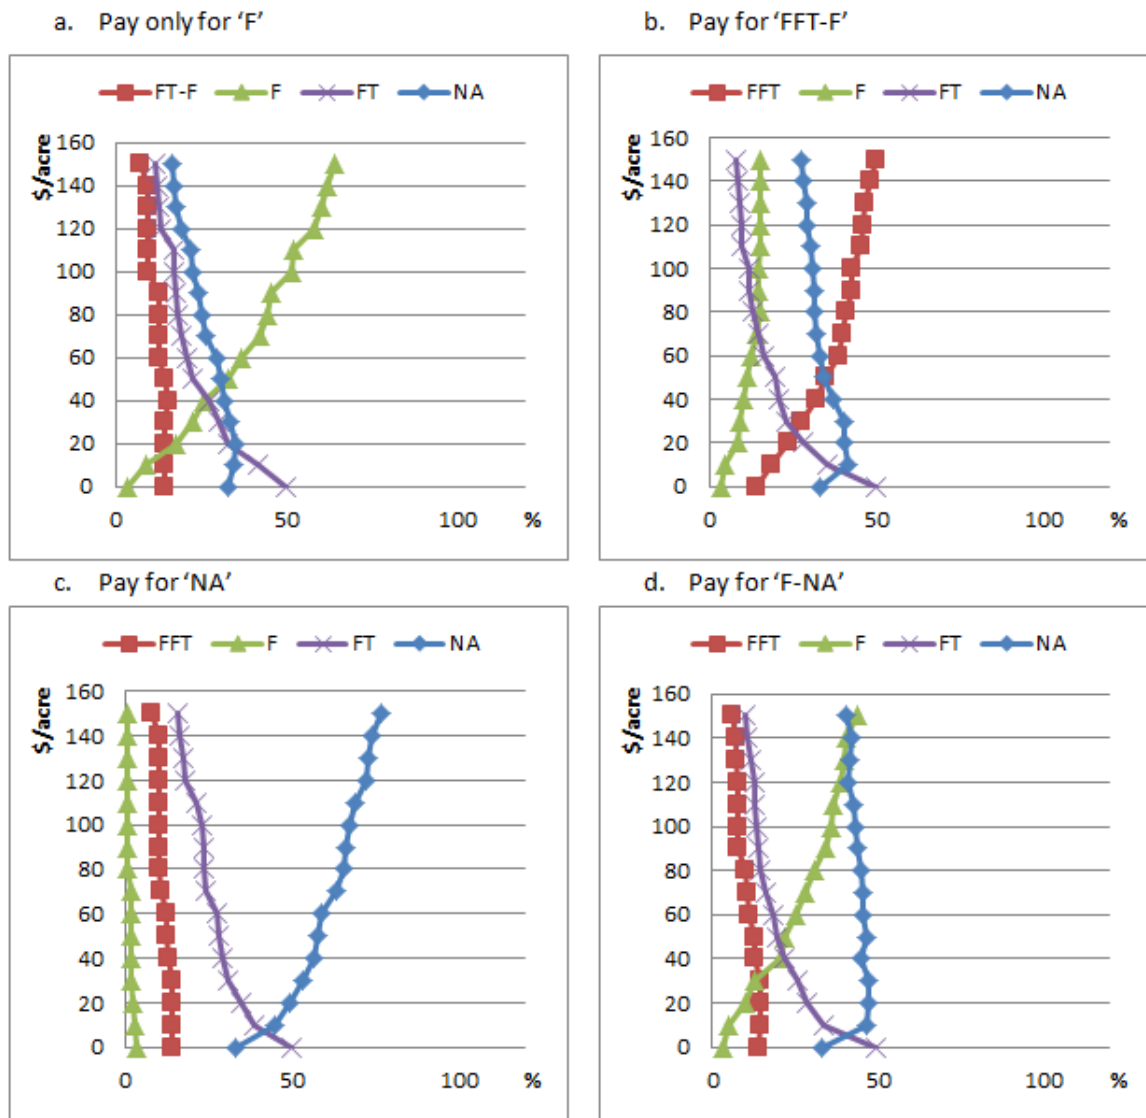 a. Pay only for ‘F’
FT-F F FT NA
$/acre
160
140
120
100
80
60
40
20
0
0 50 100 %
b. Pay for ‘FFT-F’
FFT F FT NA
$/acre
160
140
120
100
80
60
40
20
0
0 50 100 %
c. Pay for ‘NA’
FFT F FT NA
$/acre
160
140
120
100
80
60
40
20
0
0 50 100 %
d. Pay for ‘F-NA’
FFT F FT NA
$/acre
160
140
120
100
80
60
40
20
0
0 50 100 %